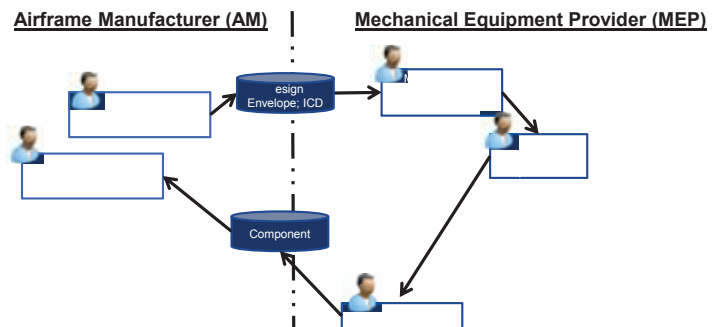 Airframe Manufacturer (AM)
Mechanical Equipment Provider (MEP)
esign
Envelope; ICD
Component